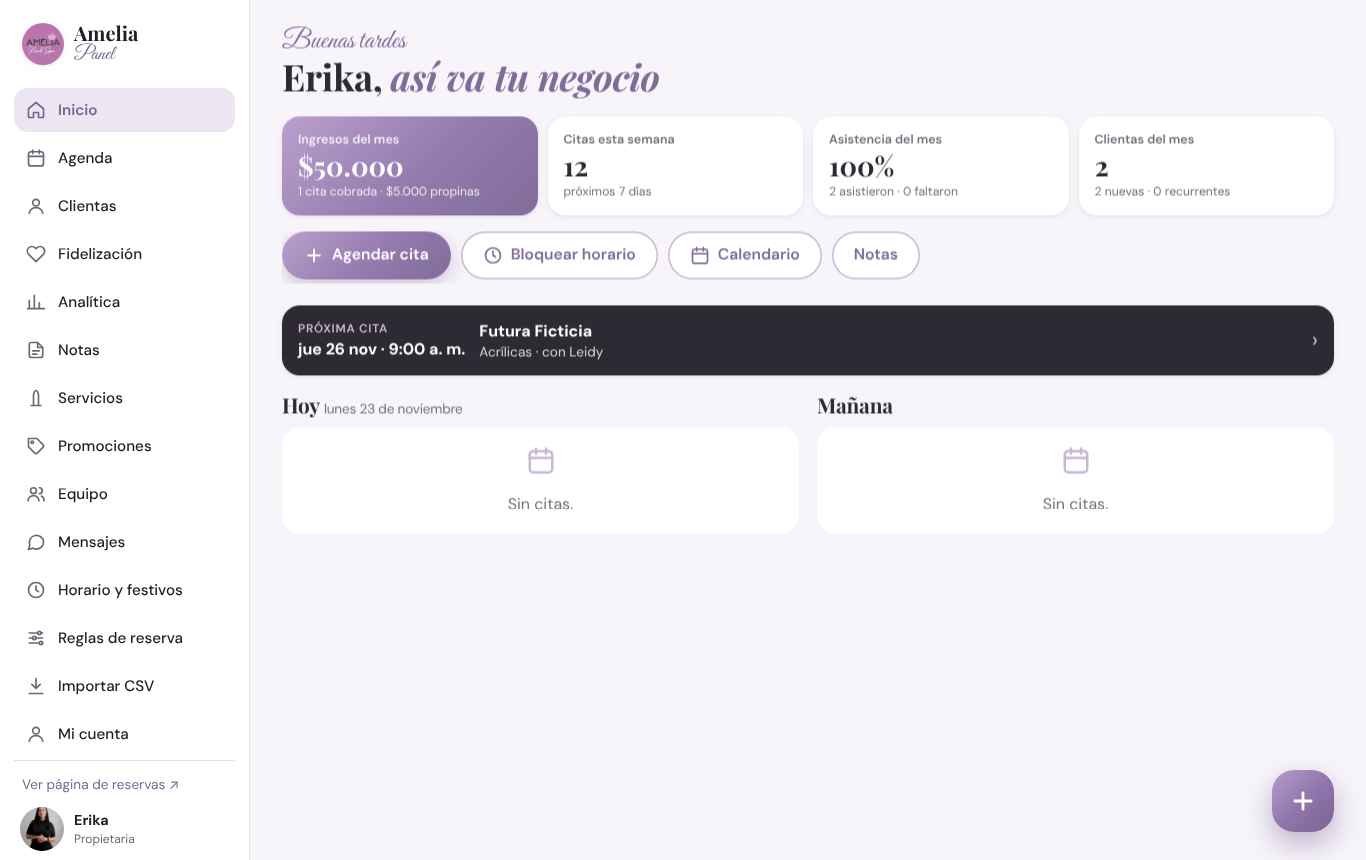 AMELIA
Nail Spa
Amelia
Panel
Inicio
Agenda
Clientas
Fidelización
Analítica
Notas
Servicios
Promociones
Equipo
Mensajes
Horario y festivos
Reglas de reserva
Importar CSV
Mi cuenta
Ver página de reservas ↗
Erika
Propietaria
Buenas tardes
Erika, así va tu negocio
Ingresos del mes
$50.000
1 cita cobrada · $5.000 propinas
Citas esta semana
12
próximos 7 días
Asistencia del mes
100%
2 asistieron · 0 faltaron
Clientas del mes
2
2 nuevas · 0 recurrentes
+ Agendar cita
Bloquear horario
Calendario
Notas
PRÓXIMA CITA
jue 26 nov · 9:00 a. m.
Futura Ficticia
Acrílicas · con Leidy
›
Hoy lunes 23 de noviembre
Sin citas.
Mañana
Sin citas.
+